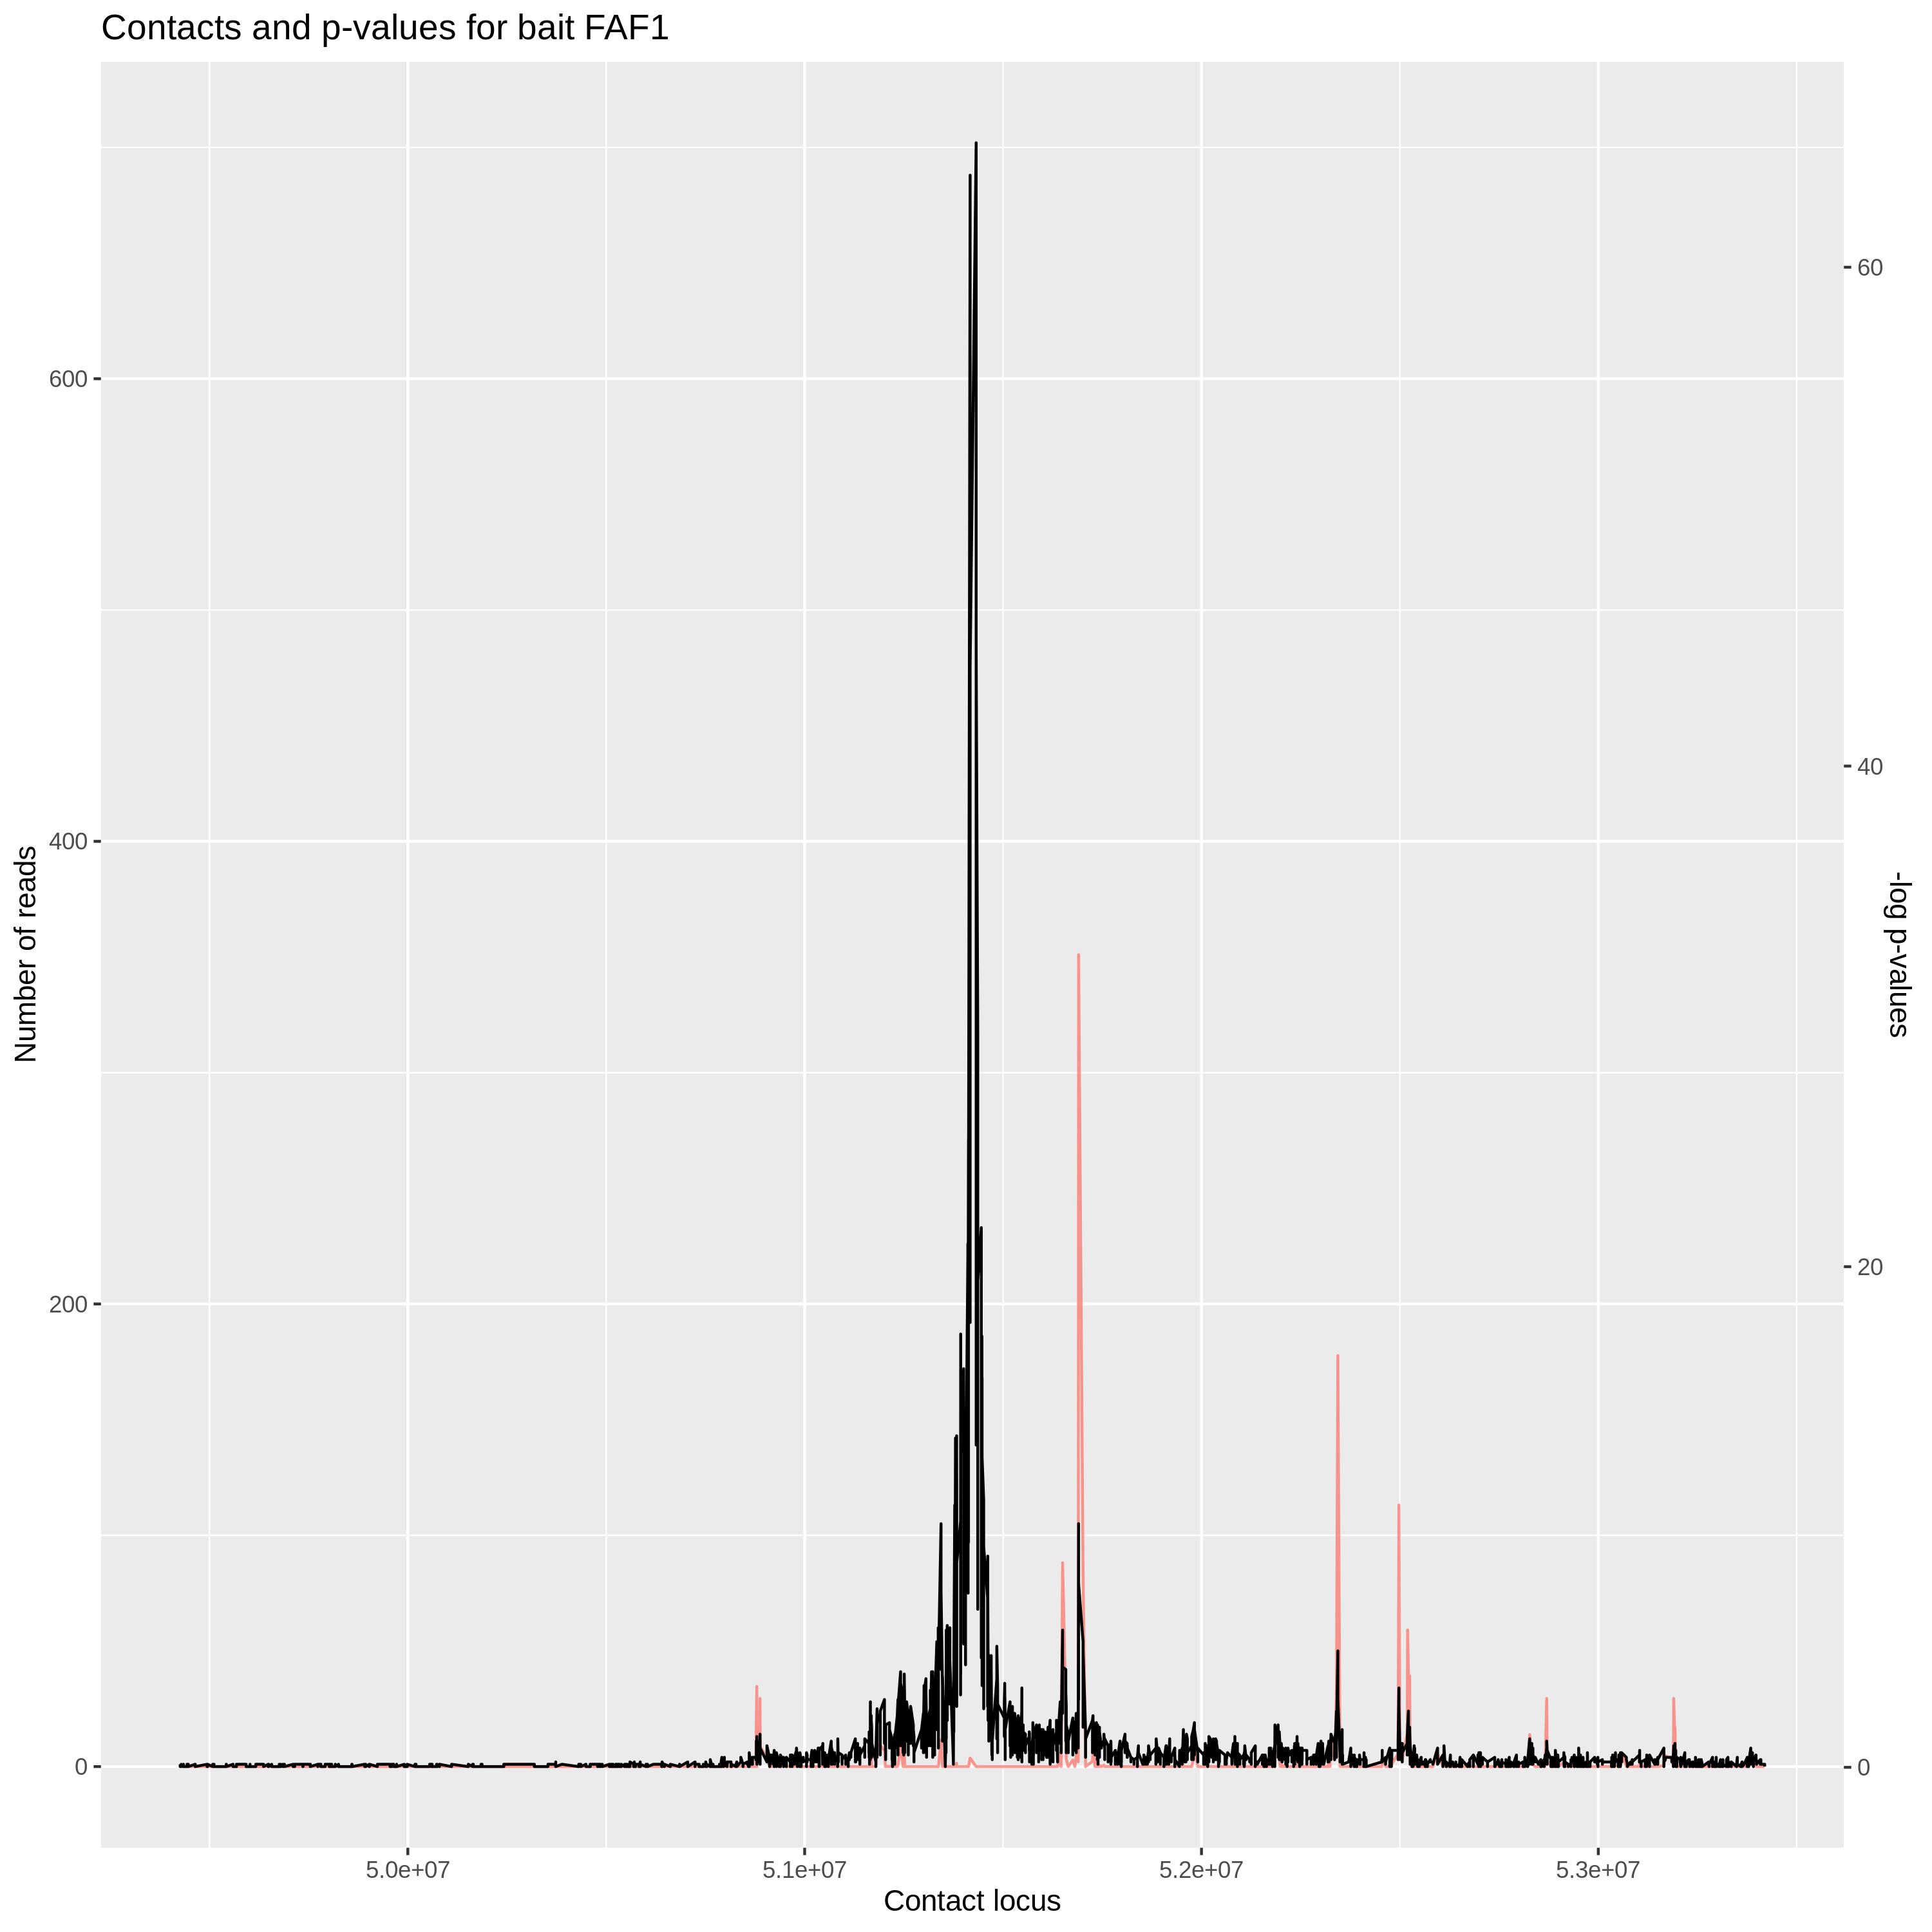 Contacts and p-values for bait FAF1
Number of reads
600
400
200
0
60
40
20
0
-log p-values
5.0e+07 5.1e+07 5.2e+07 5.3e+07
Contact locus